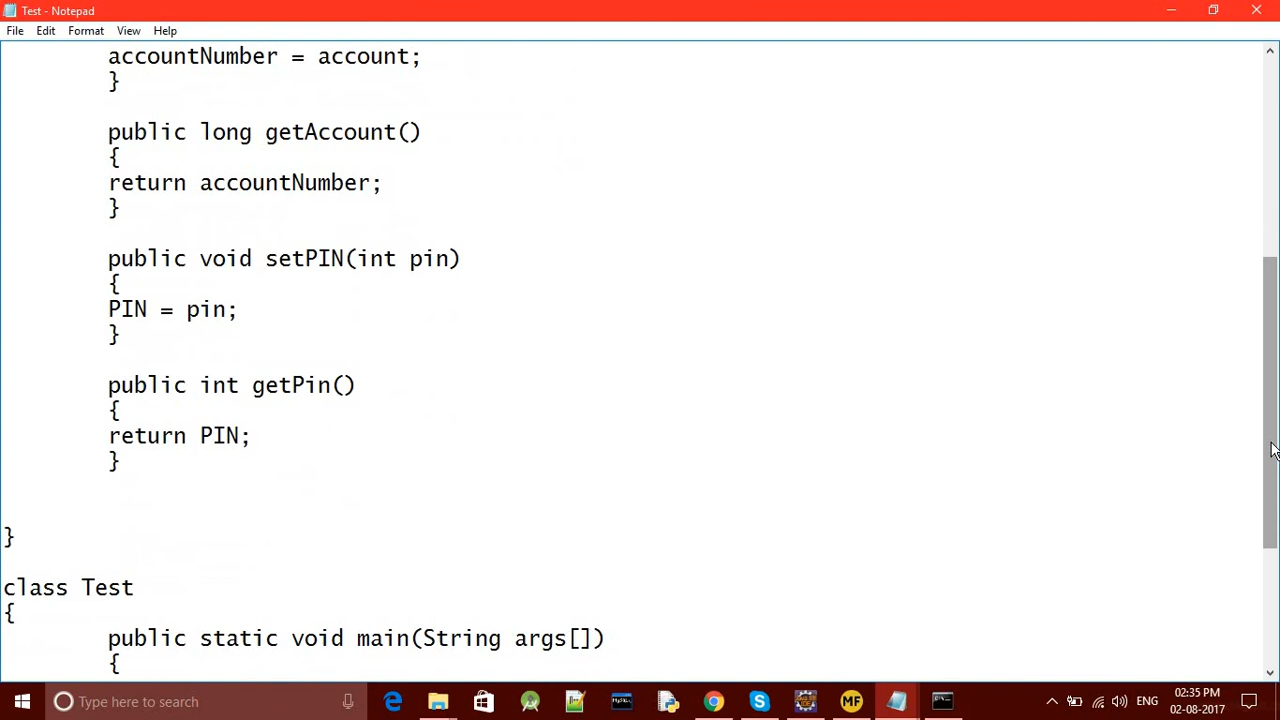 Test - Notepad
File Edit Format View Help
accountNumber = account;
}
public long getAccount()
{
return accountNumber;
}
public void setPIN(int pin)
{
PIN = pin;
}
public int getPin()
{
return PIN;
}
}
class Test
{
public static void main(String args[])
{
Type here to search
MF
ENG
02:35 PM
02-08-2017